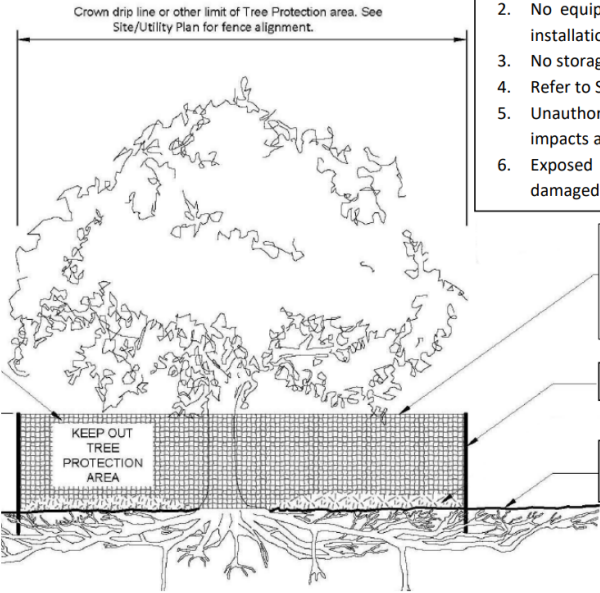 Crown drip line or other limit of Tree Protection area. See
Site/Utility Plan for fence alignment.
2. No equip
installatio
3. No storag
4. Refer to S
5. Unauthor
impacts a
6. Exposed
damaged
KEEP OUT
TREE
PROTECTION
AREA